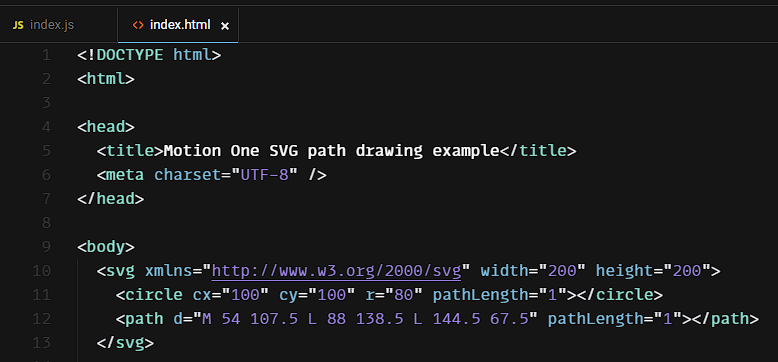 JS index.js <> index.html ×
1 <!DOCTYPE html>
2 <html>
3
4 <head>
5 <title>Motion One SVG path drawing example</title>
6 <meta charset="UTF-8" />
7 </head>
8
9 <body>
10 <svg xmlns="http://www.w3.org/2000/svg" width="200" height="200">
11 <circle cx="100" cy="100" r="80" pathLength="1"></circle>
12 <path d="M 54 107.5 L 88 138.5 L 144.5 67.5" pathLength="1"></path>
13 </svg>